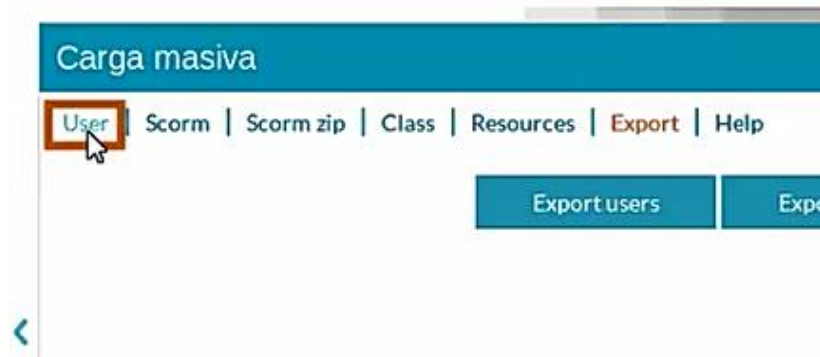 Carga masiva
User | Scorm | Scorm zip | Class | Resources | Export | Help
Export users